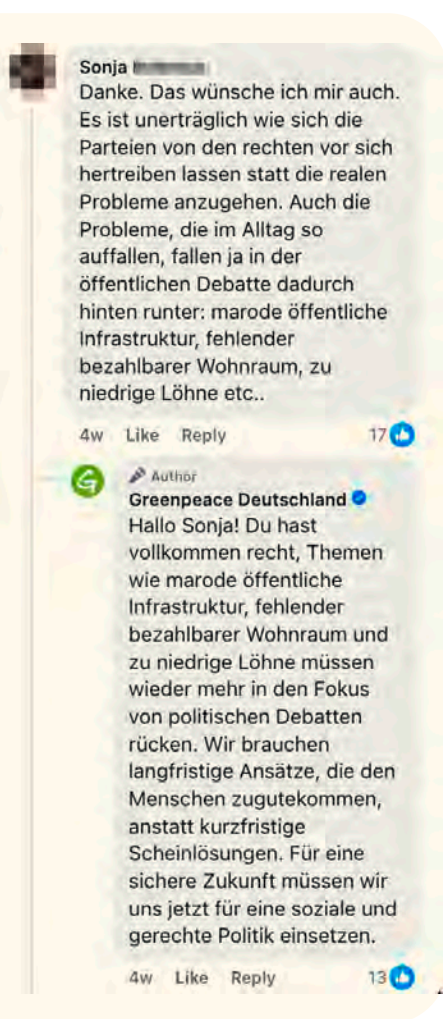 Sonja
Danke. Das wünsche ich mir auch.
Es ist unerträglich wie sich die
Parteien von den rechten vor sich
hertreiben lassen statt die realen
Probleme anzugehen. Auch die
Probleme, die im Alltag so
auffallen, fallen ja in der
öffentlichen Debatte dadurch
hinten runter: marode öffentliche
Infrastruktur, fehlender
bezahlbarer Wohnraum, zu
niedrige Löhne etc..
4w Like Reply 17
Author
Greenpeace Deutschland
Hallo Sonja! Du hast
vollkommen recht, Themen
wie marode öffentliche
Infrastruktur, fehlender
bezahlbarer Wohnraum und
zu niedrige Löhne müssen
wieder mehr in den Fokus
von politischen Debatten
rücken. Wir brauchen
langfristige Ansätze, die den
Menschen zugutekommen,
anstatt kurzfristige
Scheinlösungen. Für eine
sichere Zukunft müssen wir
uns jetzt für eine soziale und
gerechte Politik einsetzen.
4w Like Reply 13